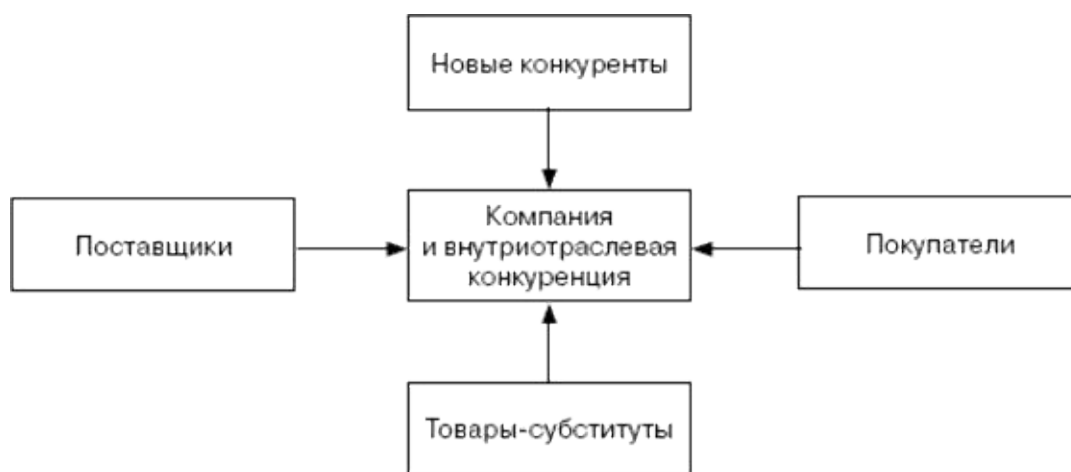 Новые конкуренты
Поставщики
Компания
и внутриотраслевая
конкуренция
Покупатели
Товары-субституты